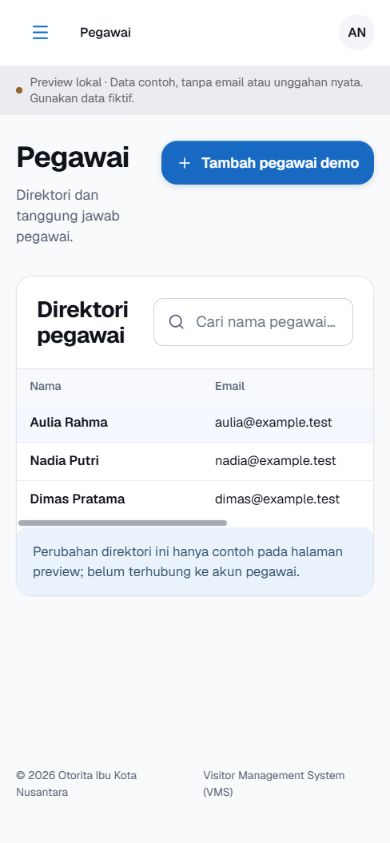 Pegawai
AN
Preview lokal · Data contoh, tanpa email atau unggahan nyata.
Gunakan data fiktif.
Pegawai
Tambah pegawai demo
Direktori dan
tanggung jawab
pegawai.
Direktori
pegawai
Cari nama pegawai...
Nama Email
Aulia Rahma aulia@example.test
Nadia Putri nadia@example.test
Dimas Pratama dimas@example.test
Perubahan direktori ini hanya contoh pada halaman
preview; belum terhubung ke akun pegawai.
© 2026 Otorita Ibu Kota
Nusantara
Visitor Management System
(VMS)